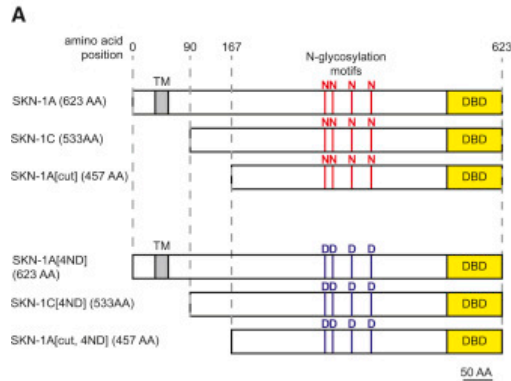 A
amino acid position 0 90 167 623
N-glycosylation motifs
TM
NN N N
SKN-1A (623 AA) DBD
NN N N
SKN-1C (533AA) DBD
NN N N
SKN-1A[cut] (457 AA) DBD
TM
DD D D
SKN-1A[4ND] (623 AA) DBD
DD D D
SKN-1C[4ND] (533AA) DBD
DD D D
SKN-1A[cut, 4ND] (457 AA) DBD
50 AA